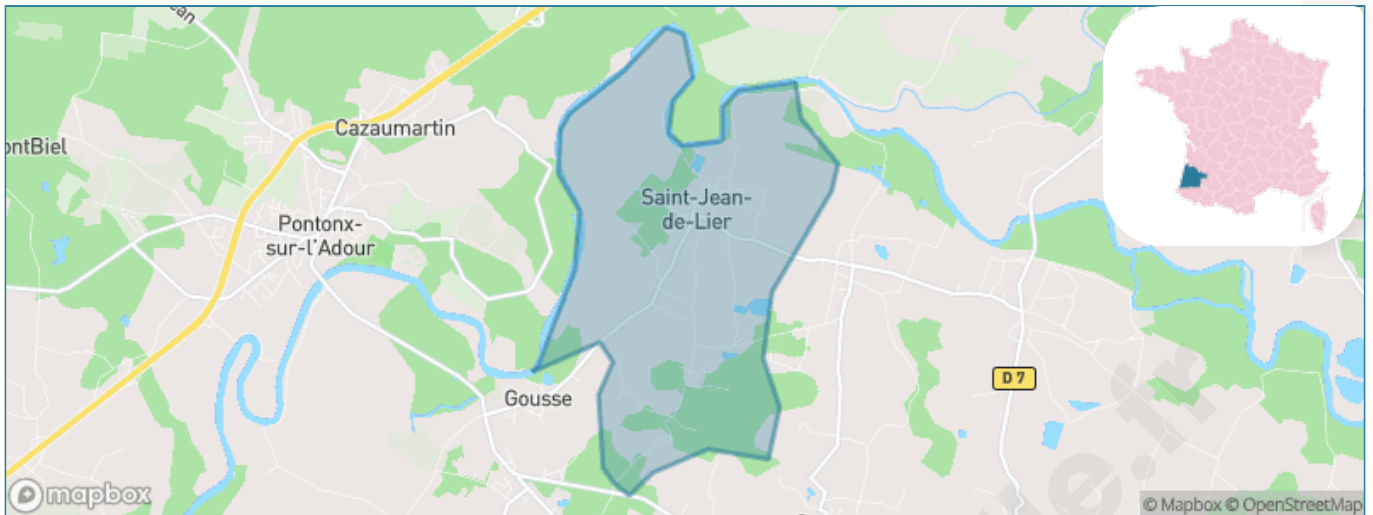 Cazaumartin
ontBiel
Saint-Jean-
de-Lier
Pontonx-
sur-l'Adour
D 7
Gousse
mapbox
© Mapbox © OpenStreetMap